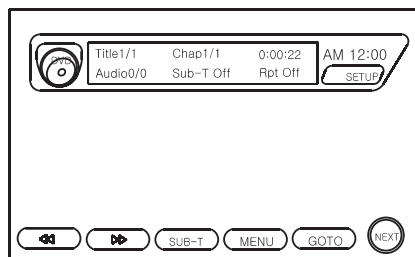 DVD Title1/1 Chap1/1 0:00:22 AM 12:00
Audio0/0 Sub-T Off Rpt Off SETUP
SUB-T MENU GOTO NEXT